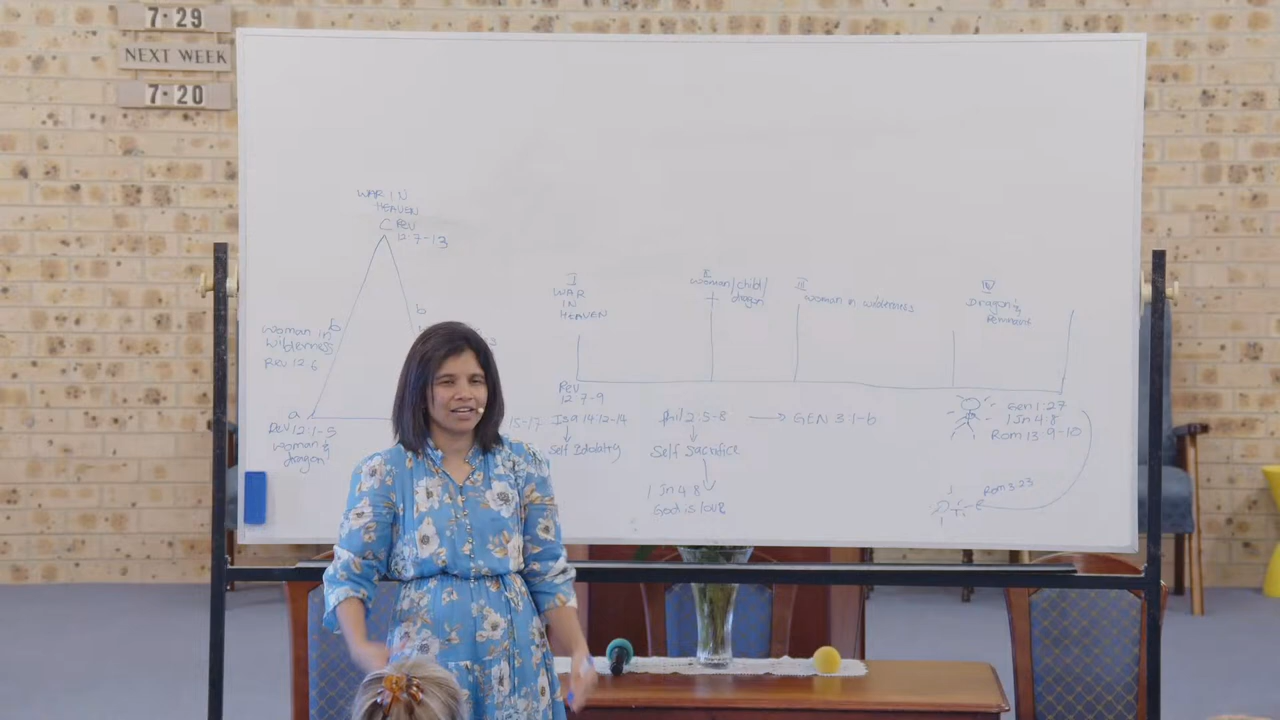 7·29
NEXT WEEK
7·20
WAR IN
HEAVEN
C Rev
12:7-13
b
b
woman in
wilderness
Rev 12:6
a
Rev 12:1-5
woman &
dragon
15-17
I
WAR
IN
HEAVEN
II
woman/child/
dragon
III
woman in wilderness
IV
Dragon &
Remnant
Rev
12:7-9
Isa 14:12-14
Self Idolatry
Phil 2:5-8
GEN 3:1-6
Self Sacrifice
1 Jn 4:8
God is love
Gen 1:27
1 Jn 4:8
Rom 13:9-10
Rom 3:23